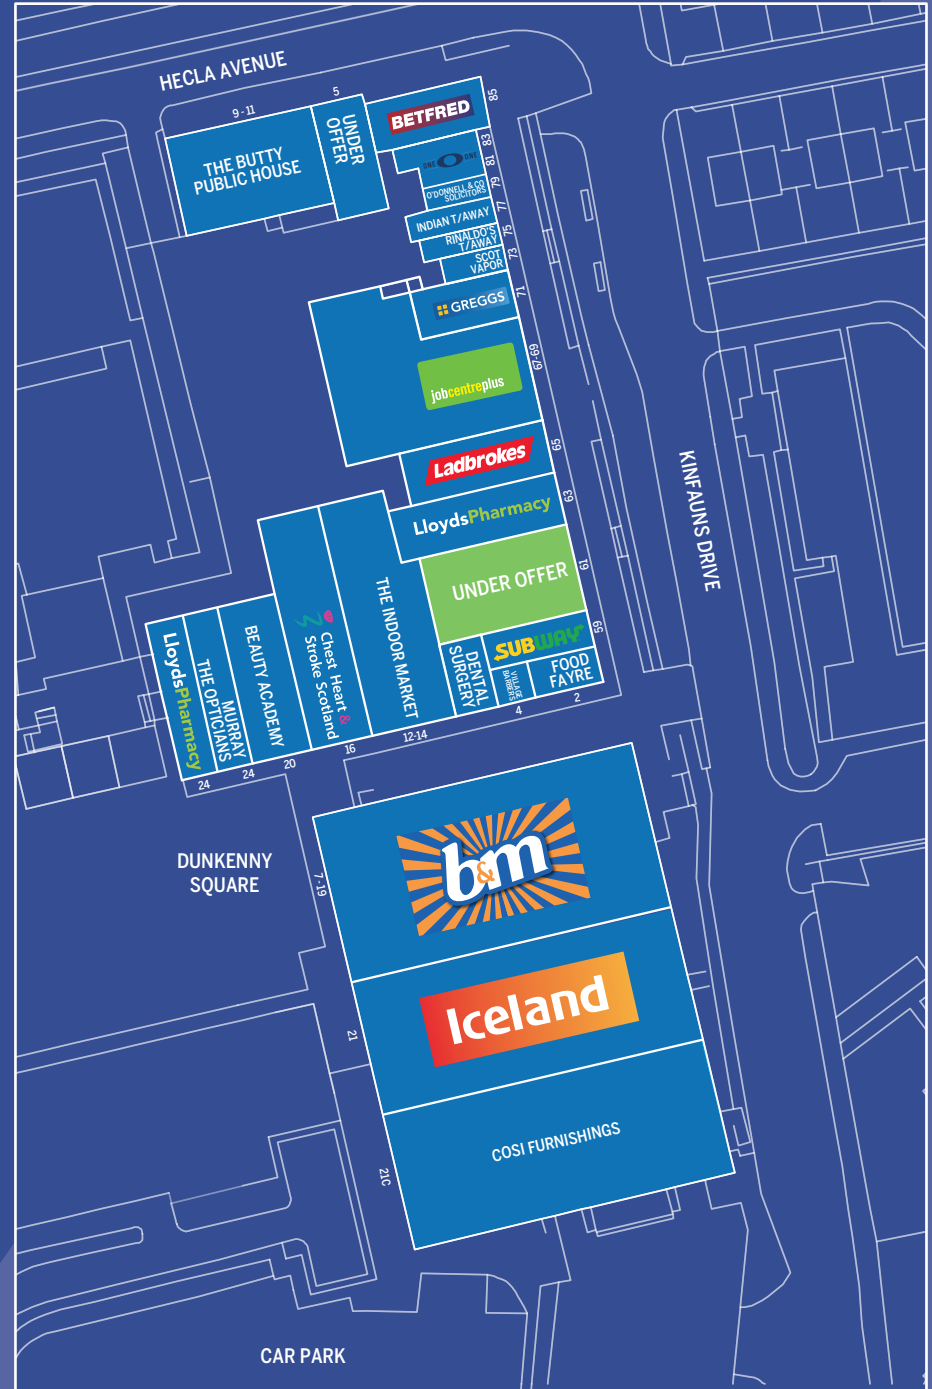 HECLA AVENUE
9-11
5
THE BUTTY
PUBLIC HOUSE
UNDER
OFFER
BETFRED
85
ONE O ONE
83
81
O'DONNELL & CO
SOLICITORS
79
INDIAN T/AWAY
77
RINALDO'S
T/AWAY
75
SCOT
VAPOR
73
GREGGS
71
jobcentreplus
67-69
Ladbrokes
65
LloydsPharmacy
63
UNDER OFFER
61
SUBWAY
59
DENTAL
SURGERY
VILLAGE
BARBERS
FOOD
FAYRE
2
4
THE INDOOR MARKET
12-14
Chest Heart &
Stroke Scotland
16
BEAUTY ACADEMY
20
MURRAY
THE OPTICIANS
24
LloydsPharmacy
24
KINFAUNS DRIVE
DUNKENNY
SQUARE
7-19
b&m
21
Iceland
21C
COSI FURNISHINGS
CAR PARK